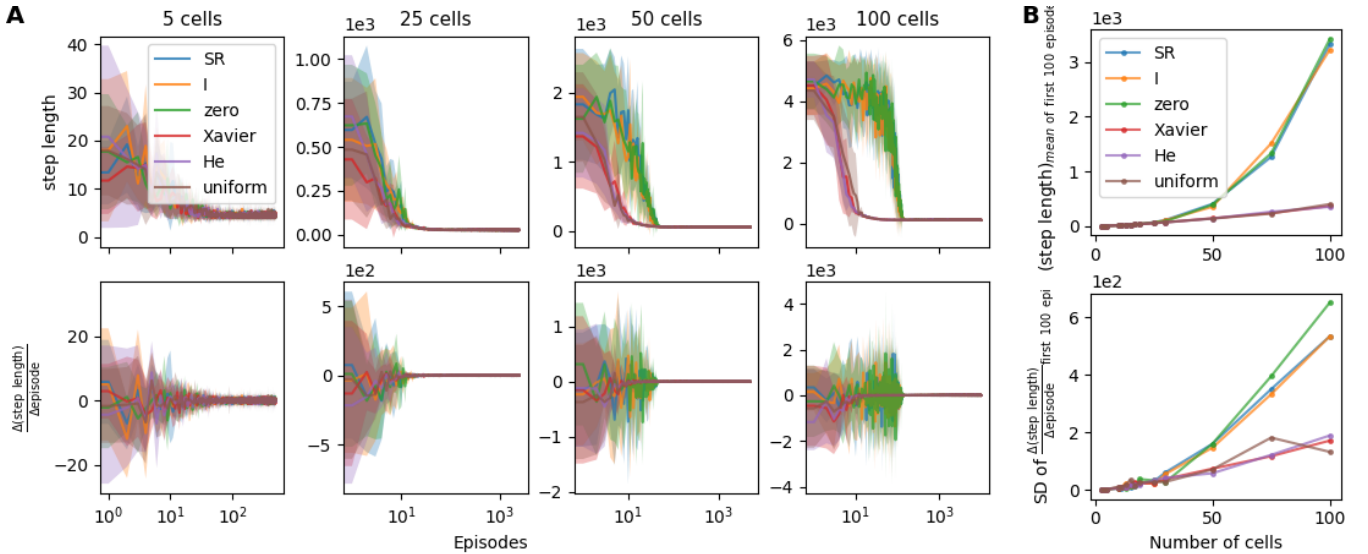 A
B
5 cells
25 cells
50 cells
100 cells
1e3
1e3
1e3
1e3
40
30
20
10
0
step length
SR
I
zero
Xavier
He
uniform
1.00
0.75
0.50
0.25
0.00
2
1
0
6
4
2
0
(step length)mean of first 100 episode
3
2
1
0
SR
I
zero
Xavier
He
uniform
0
50
100
1e2
1e3
1e3
1e2
Δ(step length)
Δepisode
20
0
−20
5
0
−5
1
0
−1
−2
4
2
0
−2
−4
10⁰
10¹
10²
10¹
10³
10¹
10³
10¹
10³
Episodes
SD of Δ(step length)
Δepisode first 100 epi
6
4
2
0
0
50
100
Number of cells